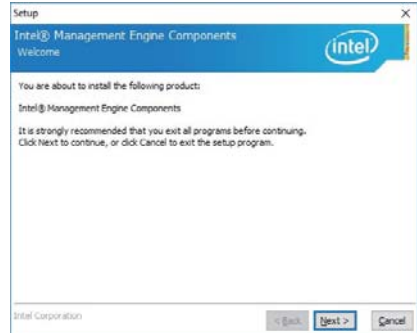 Setup
Intel® Management Engine Components
Welcome
intel
You are about to install the following product:
Intel® Management Engine Components
It is strongly recommended that you exit all programs before continuing.
Click Next to continue, or click Cancel to exit the setup program.
Intel Corporation
< Back
Next >
Cancel